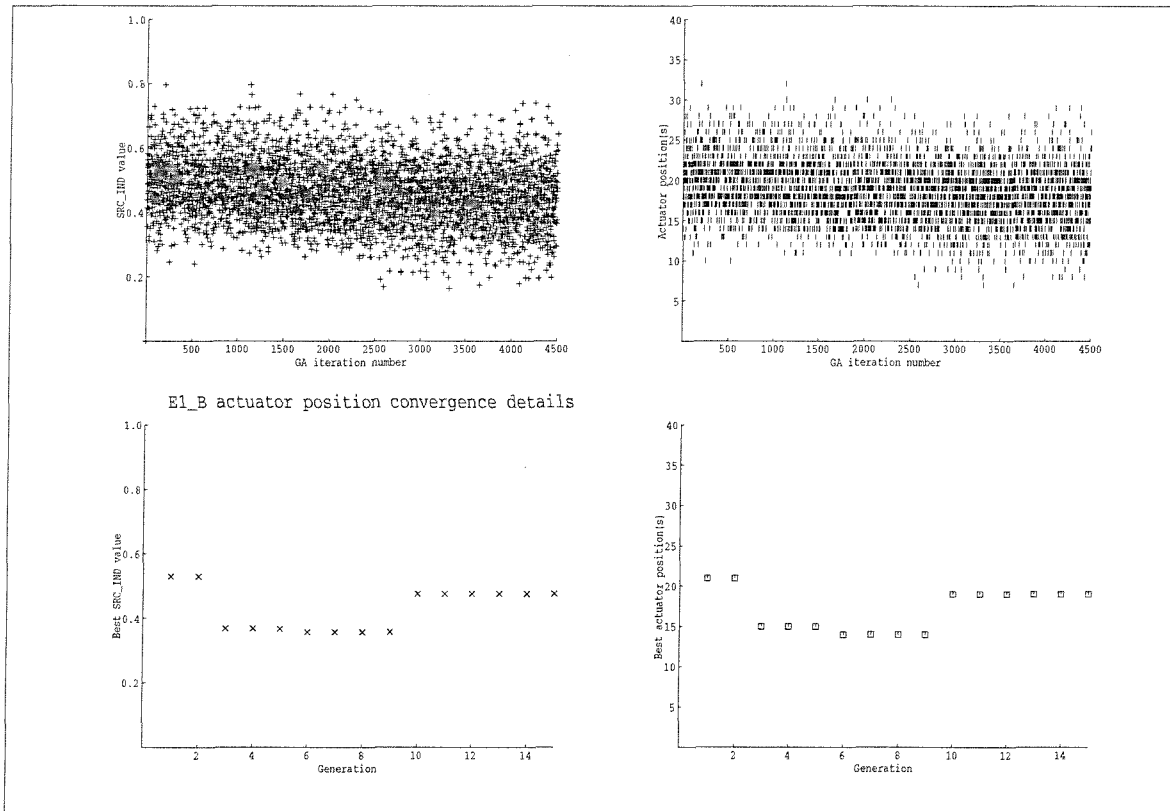 1.0
0.8
0.6
0.4
0.2
SRC_IND value
500 1000 1500 2000 2500 3000 3500 4000 4500
GA iteration number
40
35
30
25
20
15
10
5
Actuator position(s)
500 1000 1500 2000 2500 3000 3500 4000 4500
GA iteration number
E1_B actuator position convergence details
1.0
0.8
0.6
0.4
0.2
Best SRC_IND value
2 4 6 8 10 12 14
Generation
40
35
30
25
20
15
10
5
Best actuator position(s)
2 4 6 8 10 12 14
Generation